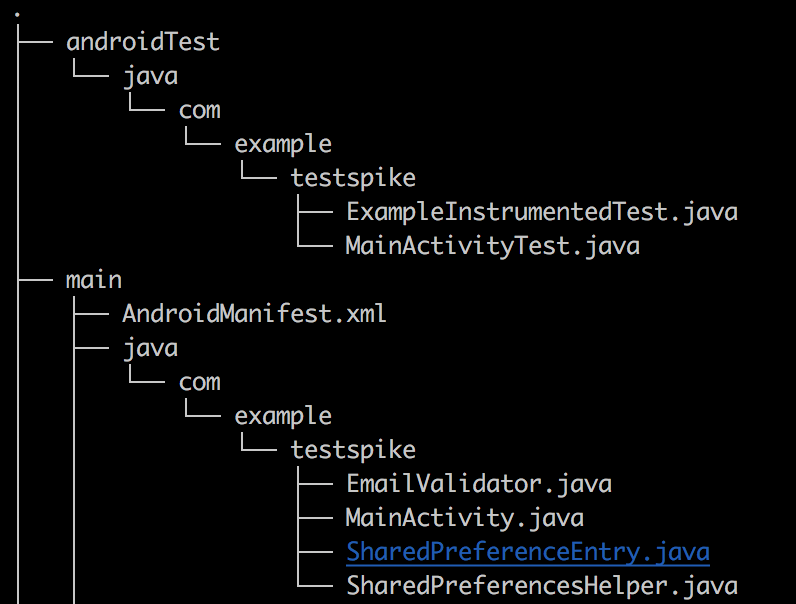 .
├── androidTest
│   └── java
│       └── com
│           └── example
│               └── testspike
│                   ├── ExampleInstrumentedTest.java
│                   └── MainActivityTest.java
├── main
│   ├── AndroidManifest.xml
│   ├── java
│   │   └── com
│   │       └── example
│   │           └── testspike
│   │               ├── EmailValidator.java
│   │               ├── MainActivity.java
│   │               ├── SharedPreferenceEntry.java
│   │               └── SharedPreferencesHelper.java